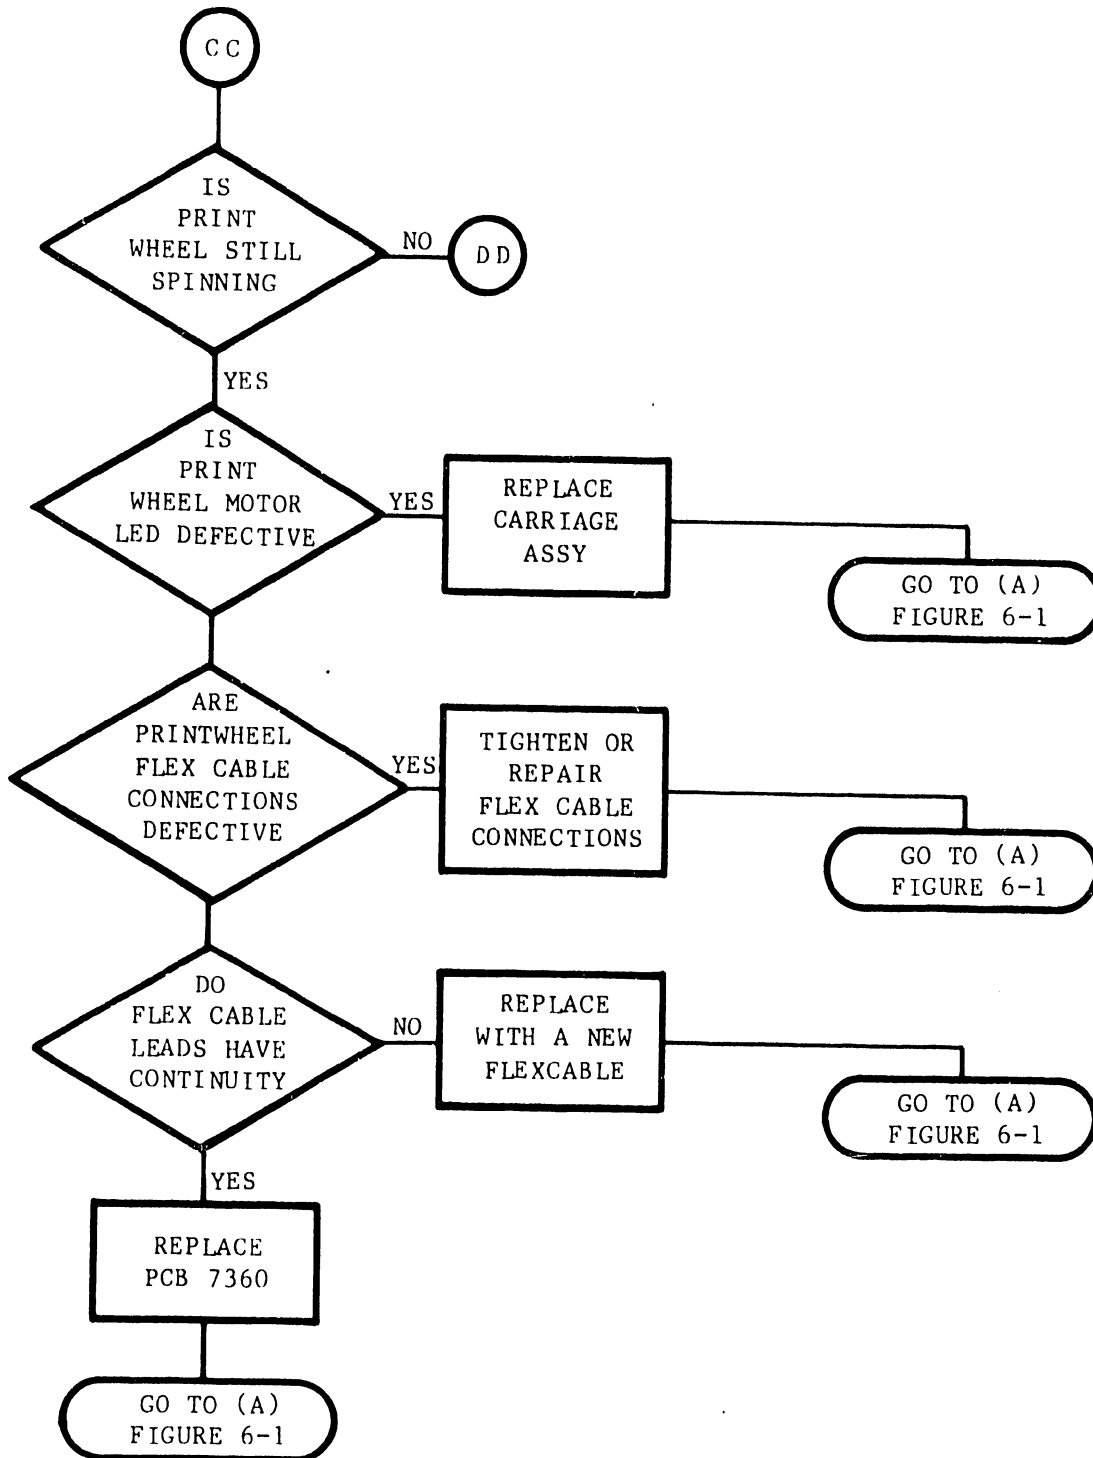 CC
IS
PRINT
WHEEL STILL
SPINNING
NO
DD
YES
IS
PRINT
WHEEL MOTOR
LED DEFECTIVE
YES
REPLACE
CARRIAGE
ASSY
GO TO (A)
FIGURE 6-1
ARE
PRINTWHEEL
FLEX CABLE
CONNECTIONS
DEFECTIVE
YES
TIGHTEN OR
REPAIR
FLEX CABLE
CONNECTIONS
GO TO (A)
FIGURE 6-1
DO
FLEX CABLE
LEADS HAVE
CONTINUITY
NO
REPLACE
WITH A NEW
FLEXCABLE
GO TO (A)
FIGURE 6-1
YES
REPLACE
PCB 7360
GO TO (A)
FIGURE 6-1